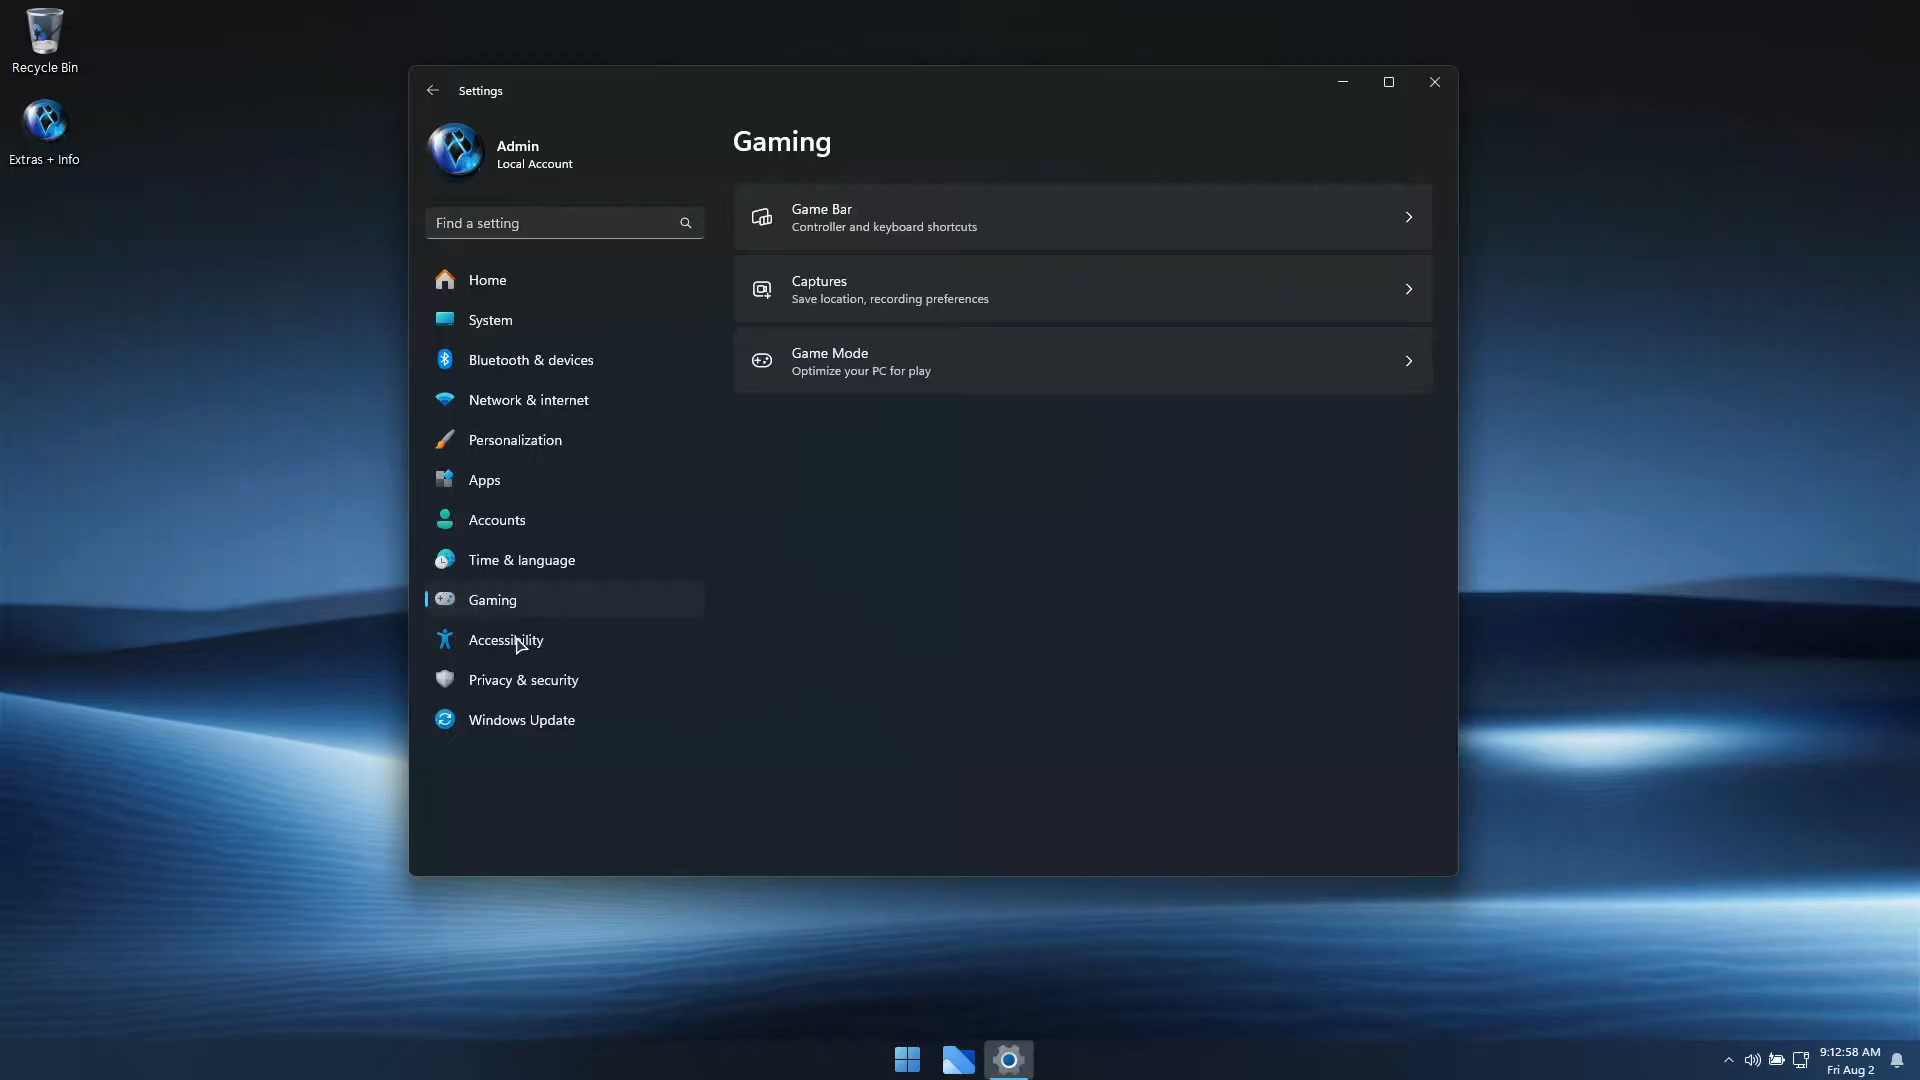 Recycle Bin
Extras + Info
Settings
Admin
Local Account
Find a setting
Home
System
Bluetooth & devices
Network & internet
Personalization
Apps
Accounts
Time & language
Gaming
Accessibility
Privacy & security
Windows Update
Gaming
Game Bar
Controller and keyboard shortcuts
Captures
Save location, recording preferences
Game Mode
Optimize your PC for play
9:12:58 AM
Fri Aug 2